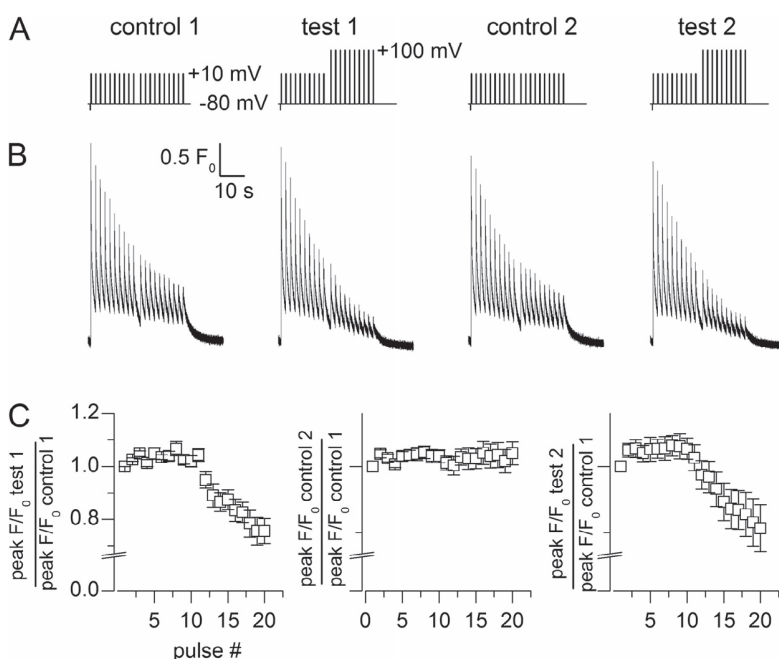 A
control 1
test 1
control 2
test 2
+10 mV
-80 mV
+100 mV
B
0.5 F₀
10 s
C
peak F/F₀ test 1
peak F/F₀ control 1
1.2
1.0
0.8
0.0
5 10 15 20
pulse #
peak F/F₀ control 2
peak F/F₀ control 1
0 5 10 15 20
peak F/F₀ test 2
peak F/F₀ control 1
5 10 15 20